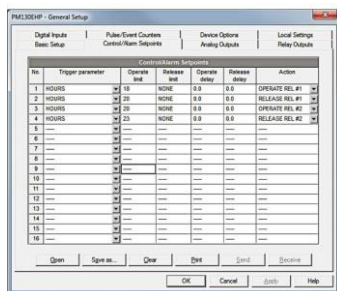 PM130EHP - General Setup
Digital Inputs Pulse/Event Counters Device Options Local Settings
Basic Setup Control/Alarm Setpoints Analog Outputs Relay Outputs
Control/Alarm Setpoints
No. Trigger parameter Operate limit Release limit Operate delay Release delay Action
1 HOURS 18 NONE 0.0 0.0 OPERATE REL #1
2 HOURS 20 NONE 0.0 0.0 RELEASE REL #1
3 HOURS 20 NONE 0.0 0.0 OPERATE REL #2
4 HOURS 23 NONE 0.0 0.0 RELEASE REL #2
5 ---- ---- ---- ---- ---- ----
6 ---- ---- ---- ---- ---- ----
7 ---- ---- ---- ---- ---- ----
8 ---- ---- ---- ---- ---- ----
9 ---- ---- ---- ---- ---- ----
10 ---- ---- ---- ---- ---- ----
11 ---- ---- ---- ---- ---- ----
12 ---- ---- ---- ---- ---- ----
13 ---- ---- ---- ---- ---- ----
14 ---- ---- ---- ---- ---- ----
15 ---- ---- ---- ---- ---- ----
16 ---- ---- ---- ---- ---- ----
Open Save as... Clear Print Send Receive
OK Cancel Apply Help